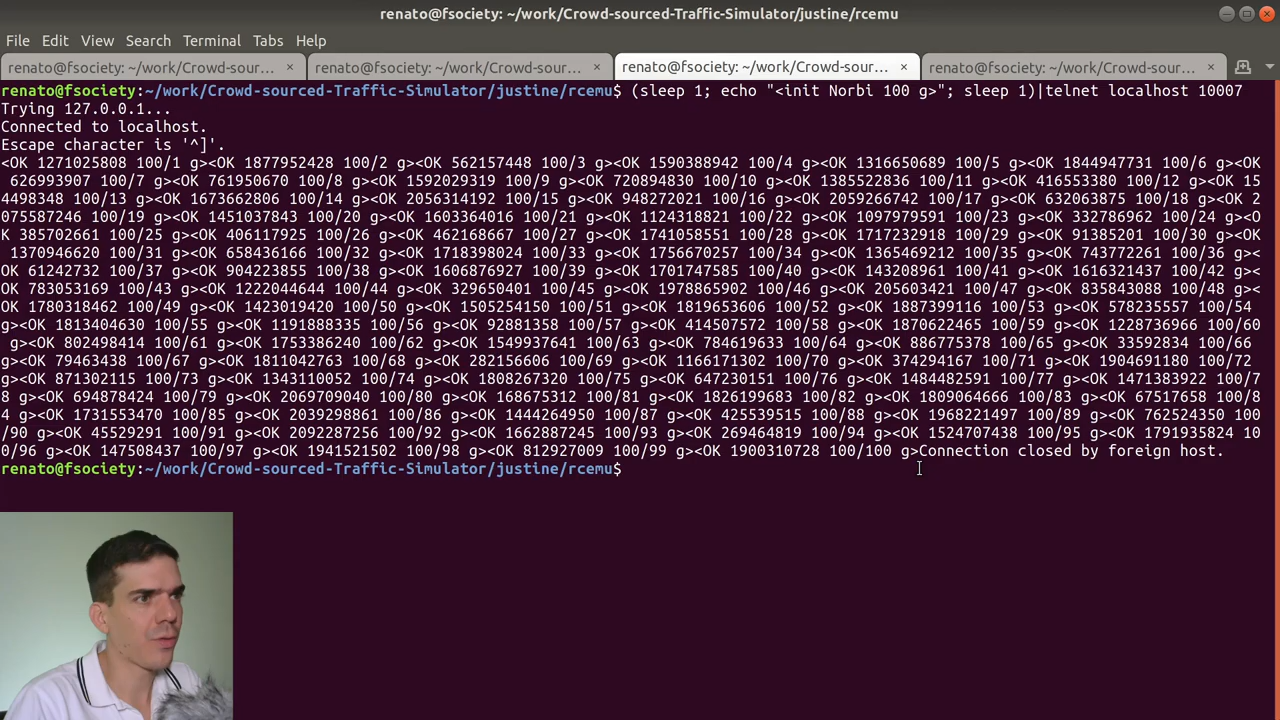 renato@fsociety: ~/work/Crowd-sourced-Traffic-Simulator/justine/rcemu
File Edit View Search Terminal Tabs Help
renato@fsociety: ~/work/Crowd-sour... × renato@fsociety: ~/work/Crowd-sour... × renato@fsociety: ~/work/Crowd-sour... × renato@fsociety: ~/work/Crowd-sour... ×
renato@fsociety:~/work/Crowd-sourced-Traffic-Simulator/justine/rcemu$ (sleep 1; echo "<init Norbi 100 g>"; sleep 1)|telnet localhost 10007
Trying 127.0.0.1...
Connected to localhost.
Escape character is '^]'.
<OK 1271025808 100/1 g><OK 1877952428 100/2 g><OK 562157448 100/3 g><OK 1590388942 100/4 g><OK 1316650689 100/5 g><OK 1844947731 100/6 g><OK
 626993907 100/7 g><OK 761950670 100/8 g><OK 1592029319 100/9 g><OK 720894830 100/10 g><OK 1385522836 100/11 g><OK 416553380 100/12 g><OK 15
4498348 100/13 g><OK 1673662806 100/14 g><OK 2056314192 100/15 g><OK 948272021 100/16 g><OK 2059266742 100/17 g><OK 632063875 100/18 g><OK 2
075587246 100/19 g><OK 1451037843 100/20 g><OK 1603364016 100/21 g><OK 1124318821 100/22 g><OK 1097979591 100/23 g><OK 332786962 100/24 g><O
K 385702661 100/25 g><OK 406117925 100/26 g><OK 462168667 100/27 g><OK 1741058551 100/28 g><OK 1717232918 100/29 g><OK 91385201 100/30 g><OK
 1370946620 100/31 g><OK 658436166 100/32 g><OK 1718398024 100/33 g><OK 1756670257 100/34 g><OK 1365469212 100/35 g><OK 743772261 100/36 g><
OK 61242732 100/37 g><OK 904223855 100/38 g><OK 1606876927 100/39 g><OK 1701747585 100/40 g><OK 143208961 100/41 g><OK 1616321437 100/42 g><
OK 783053169 100/43 g><OK 1222044644 100/44 g><OK 329650401 100/45 g><OK 1978865902 100/46 g><OK 205603421 100/47 g><OK 835843088 100/48 g><
OK 1780318462 100/49 g><OK 1423019420 100/50 g><OK 1505254150 100/51 g><OK 1819653606 100/52 g><OK 1887399116 100/53 g><OK 578235557 100/54
g><OK 1813404630 100/55 g><OK 1191888335 100/56 g><OK 92881358 100/57 g><OK 414507572 100/58 g><OK 1870622465 100/59 g><OK 1228736966 100/60
 g><OK 802498414 100/61 g><OK 1753386240 100/62 g><OK 1549937641 100/63 g><OK 784619633 100/64 g><OK 886775378 100/65 g><OK 33592834 100/66
g><OK 79463438 100/67 g><OK 1811042763 100/68 g><OK 282156606 100/69 g><OK 1166171302 100/70 g><OK 374294167 100/71 g><OK 1904691180 100/72
g><OK 871302115 100/73 g><OK 1343110052 100/74 g><OK 1808267320 100/75 g><OK 647230151 100/76 g><OK 1484482591 100/77 g><OK 1471383922 100/7
8 g><OK 694878424 100/79 g><OK 2069709040 100/80 g><OK 168675312 100/81 g><OK 1826199683 100/82 g><OK 1809064666 100/83 g><OK 67517658 100/8
4 g><OK 1731553470 100/85 g><OK 2039298861 100/86 g><OK 1444264950 100/87 g><OK 425539515 100/88 g><OK 1968221497 100/89 g><OK 762524350 100
/90 g><OK 45529291 100/91 g><OK 2092287256 100/92 g><OK 1662887245 100/93 g><OK 269464819 100/94 g><OK 1524707438 100/95 g><OK 1791935824 10
0/96 g><OK 147508437 100/97 g><OK 1941521502 100/98 g><OK 812927009 100/99 g><OK 1900310728 100/100 g>Connection closed by foreign host.
renato@fsociety:~/work/Crowd-sourced-Traffic-Simulator/justine/rcemu$